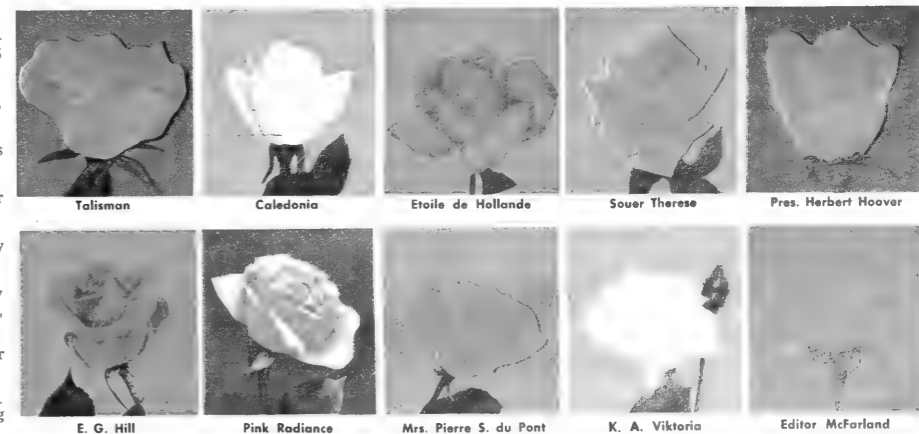 Talisman
Caledonia
Etoile de Hollande
Souer Therese
Pres. Herbert Hoover
E. G. Hill
Pink Radiance
Mrs. Pierre S. du Pont
K. A. Viktoria
Editor McFarland